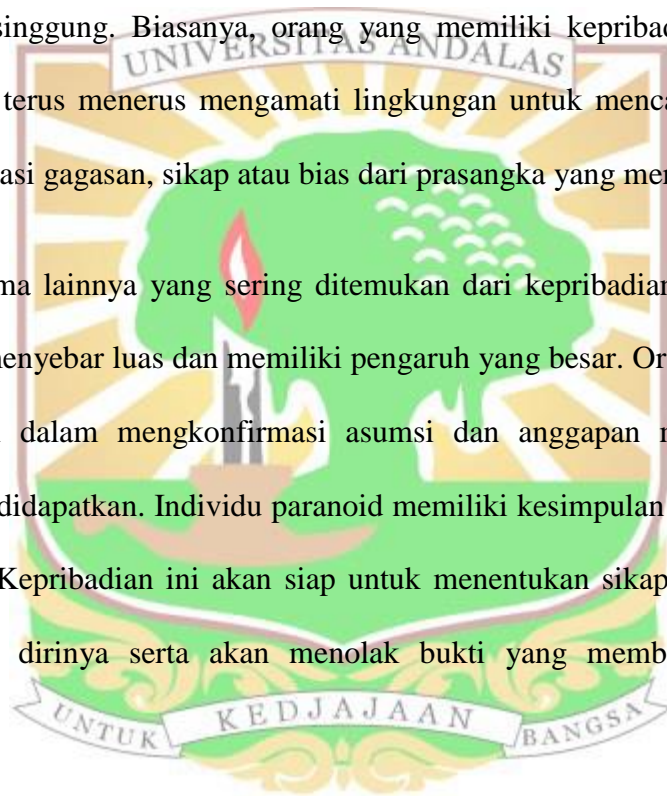 singgung. Biasanya, orang yang memiliki kepribad
UNIVERSITAS ANDALAS
terus menerus mengamati lingkungan untuk menca
asi gagasan, sikap atau bias dari prasangka yang mer
ma lainnya yang sering ditemukan dari kepribadian
menyebar luas dan memiliki pengaruh yang besar. Or
dalam mengkonfirmasi asumsi dan anggapan n
didapatkan. Individu paranoid memiliki kesimpulan
Kepribadian ini akan siap untuk menentukan sikap
dirinya serta akan menolak bukti yang memb
UNTUK KEDJAJAAN BANGSA